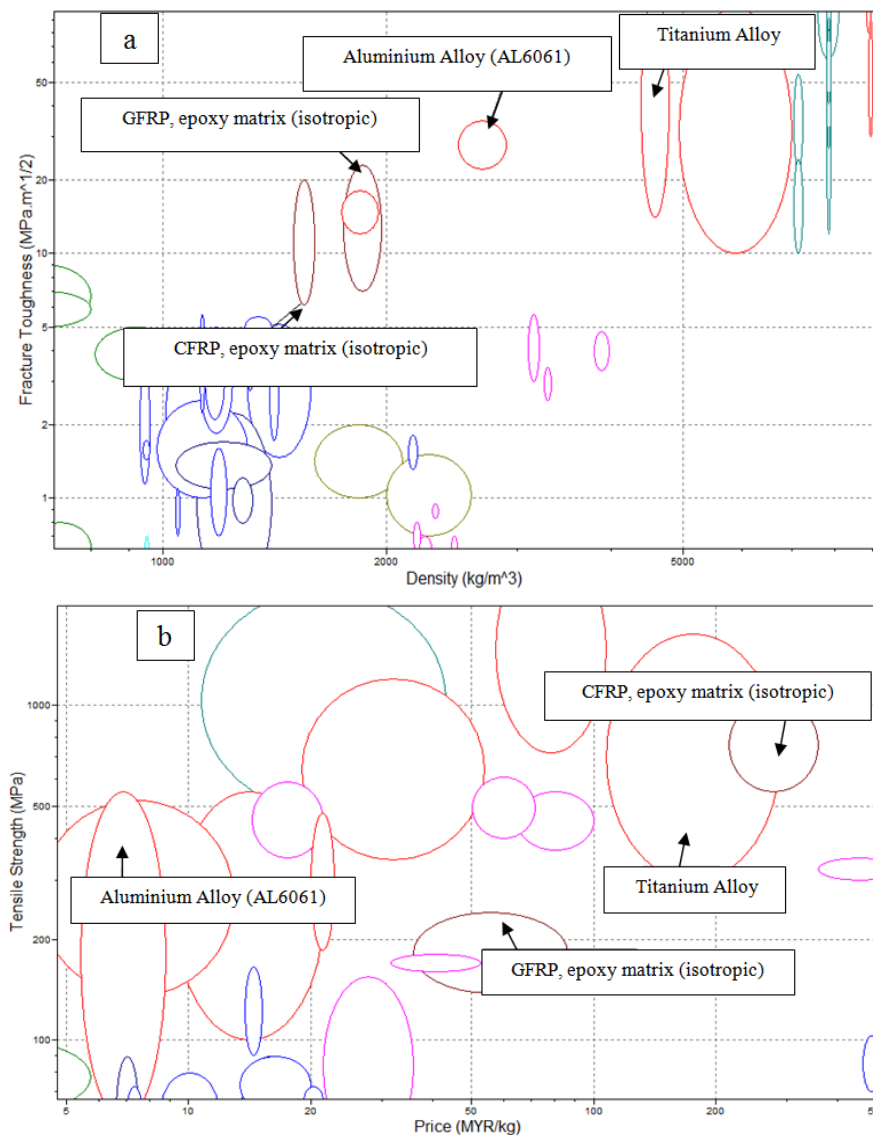 a
Titanium Alloy
Aluminium Alloy (AL6061)
GFRP, epoxy matrix (isotropic)
CFRP, epoxy matrix (isotropic)
Fracture Toughness (MPa.m^1/2)
50
20
10
5
2
1
1000
2000
5000
Density (kg/m^3)
b
CFRP, epoxy matrix (isotropic)
Aluminium Alloy (AL6061)
Titanium Alloy
GFRP, epoxy matrix (isotropic)
Tensile Strength (MPa)
1000
500
200
100
5
10
20
50
100
200
Price (MYR/kg)